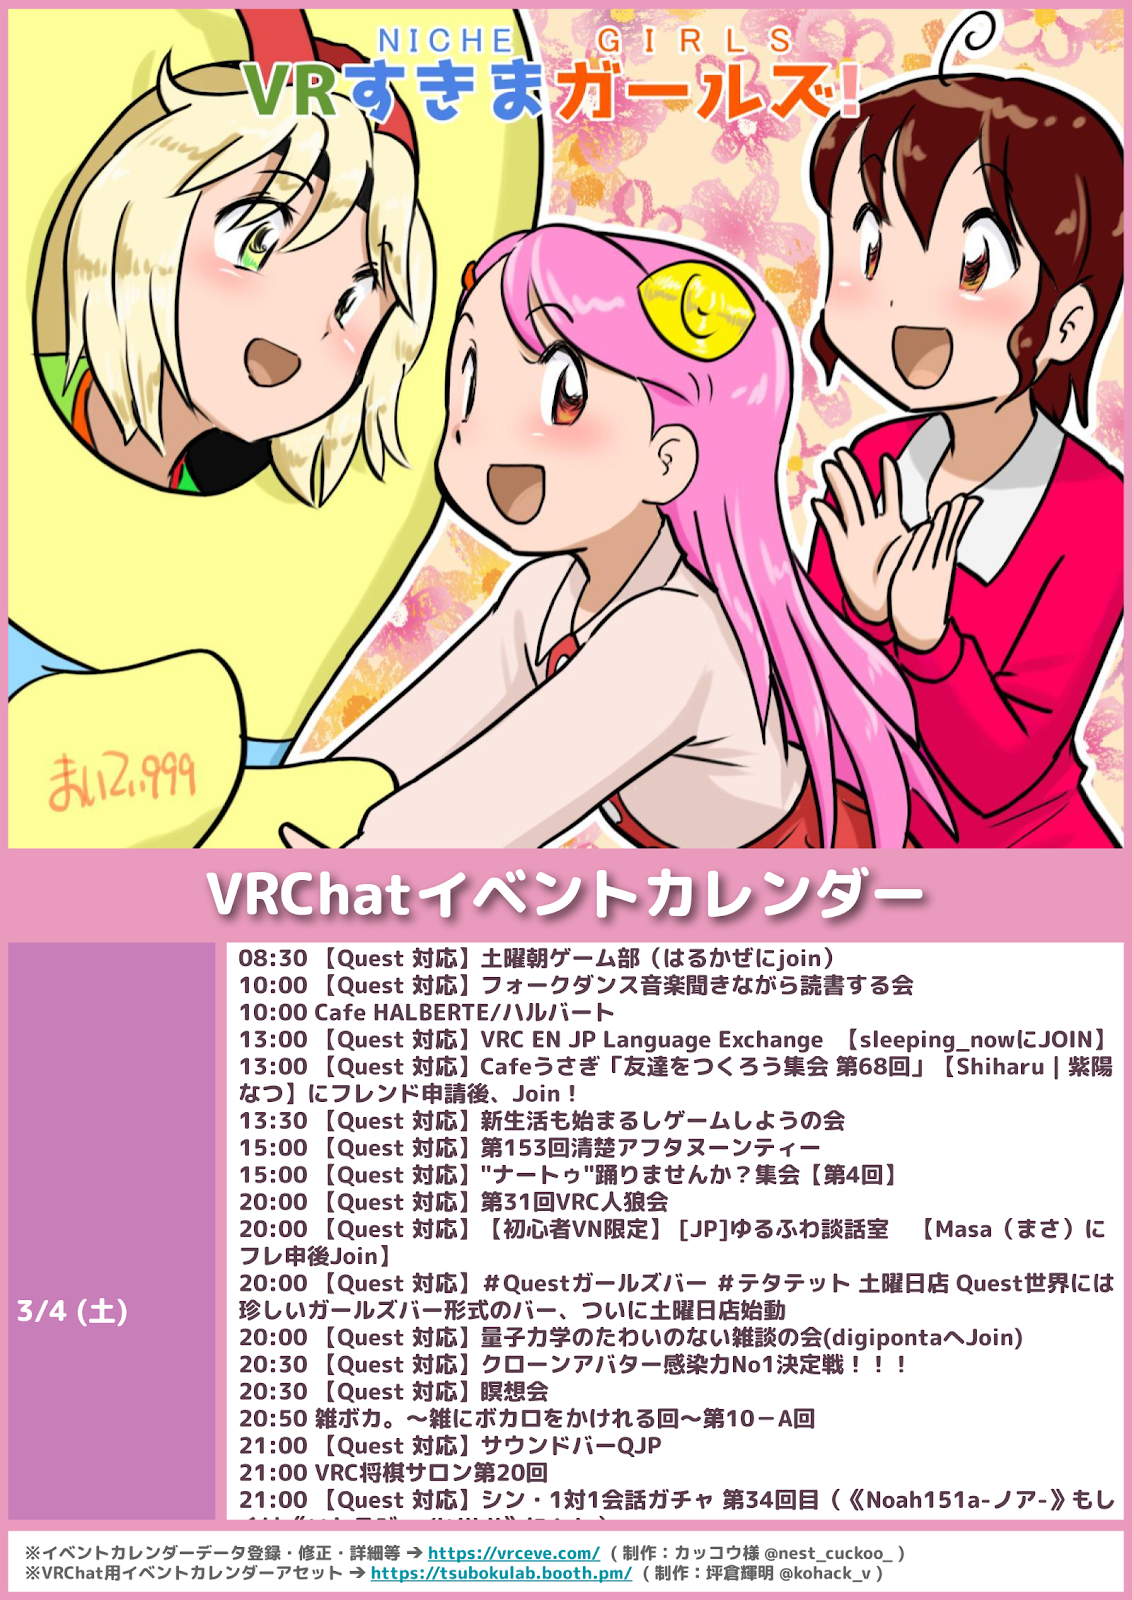 NICHE GIRLS
VRすきまガールズ!
まいてぃ999
VRChatイベントカレンダー
3/4 (土)
08:30 【Quest 対応】土曜朝ゲーム部（はるかぜにjoin）
10:00 【Quest 対応】フォークダンス音楽聞きながら読書する会
10:00 Cafe HALBERTE/ハルバート
13:00 【Quest 対応】VRC EN JP Language Exchange 【sleeping_nowにJOIN】
13:00 【Quest 対応】Cafeうさぎ「友達をつくろう集会 第68回」【Shiharu | 紫陽
なつ】にフレンド申請後、Join！
13:30 【Quest 対応】新生活も始まるしゲームしようの会
15:00 【Quest 対応】第153回清楚アフタヌーンティー
15:00 【Quest 対応】"ナートゥ"踊りませんか？集会【第4回】
20:00 【Quest 対応】第31回VRC人狼会
20:00 【Quest 対応】【初心者VN限定】 [JP]ゆるふわ談話室　【Masa（まさ）に
フレ申後Join】
20:00 【Quest 対応】＃Questガールズバー ＃テタテット 土曜日店 Quest世界には
珍しいガールズバー形式のバー、ついに土曜日店始動
20:00 【Quest 対応】量子力学のたわいのない雑談の会(digipontaへJoin)
20:30 【Quest 対応】クローンアバター感染力No1決定戦！！！
20:30 【Quest 対応】瞑想会
20:50 雑ボカ。～雑にボカロをかけれる回～第10－A回
21:00 【Quest 対応】サウンドバーQJP
21:00 VRC将棋サロン第20回
21:00 【Quest 対応】シン・1対1会話ガチャ 第34回目（《Noah151a-ノア-》もし
※イベントカレンダーデータ登録・修正・詳細等 ➔ https://vrceve.com/ （ 制作：カッコウ様 @nest_cuckoo_ ）
※VRChat用イベントカレンダーアセット ➔ https://tsubokulab.booth.pm/ （ 制作：坪倉輝明 @kohack_v ）